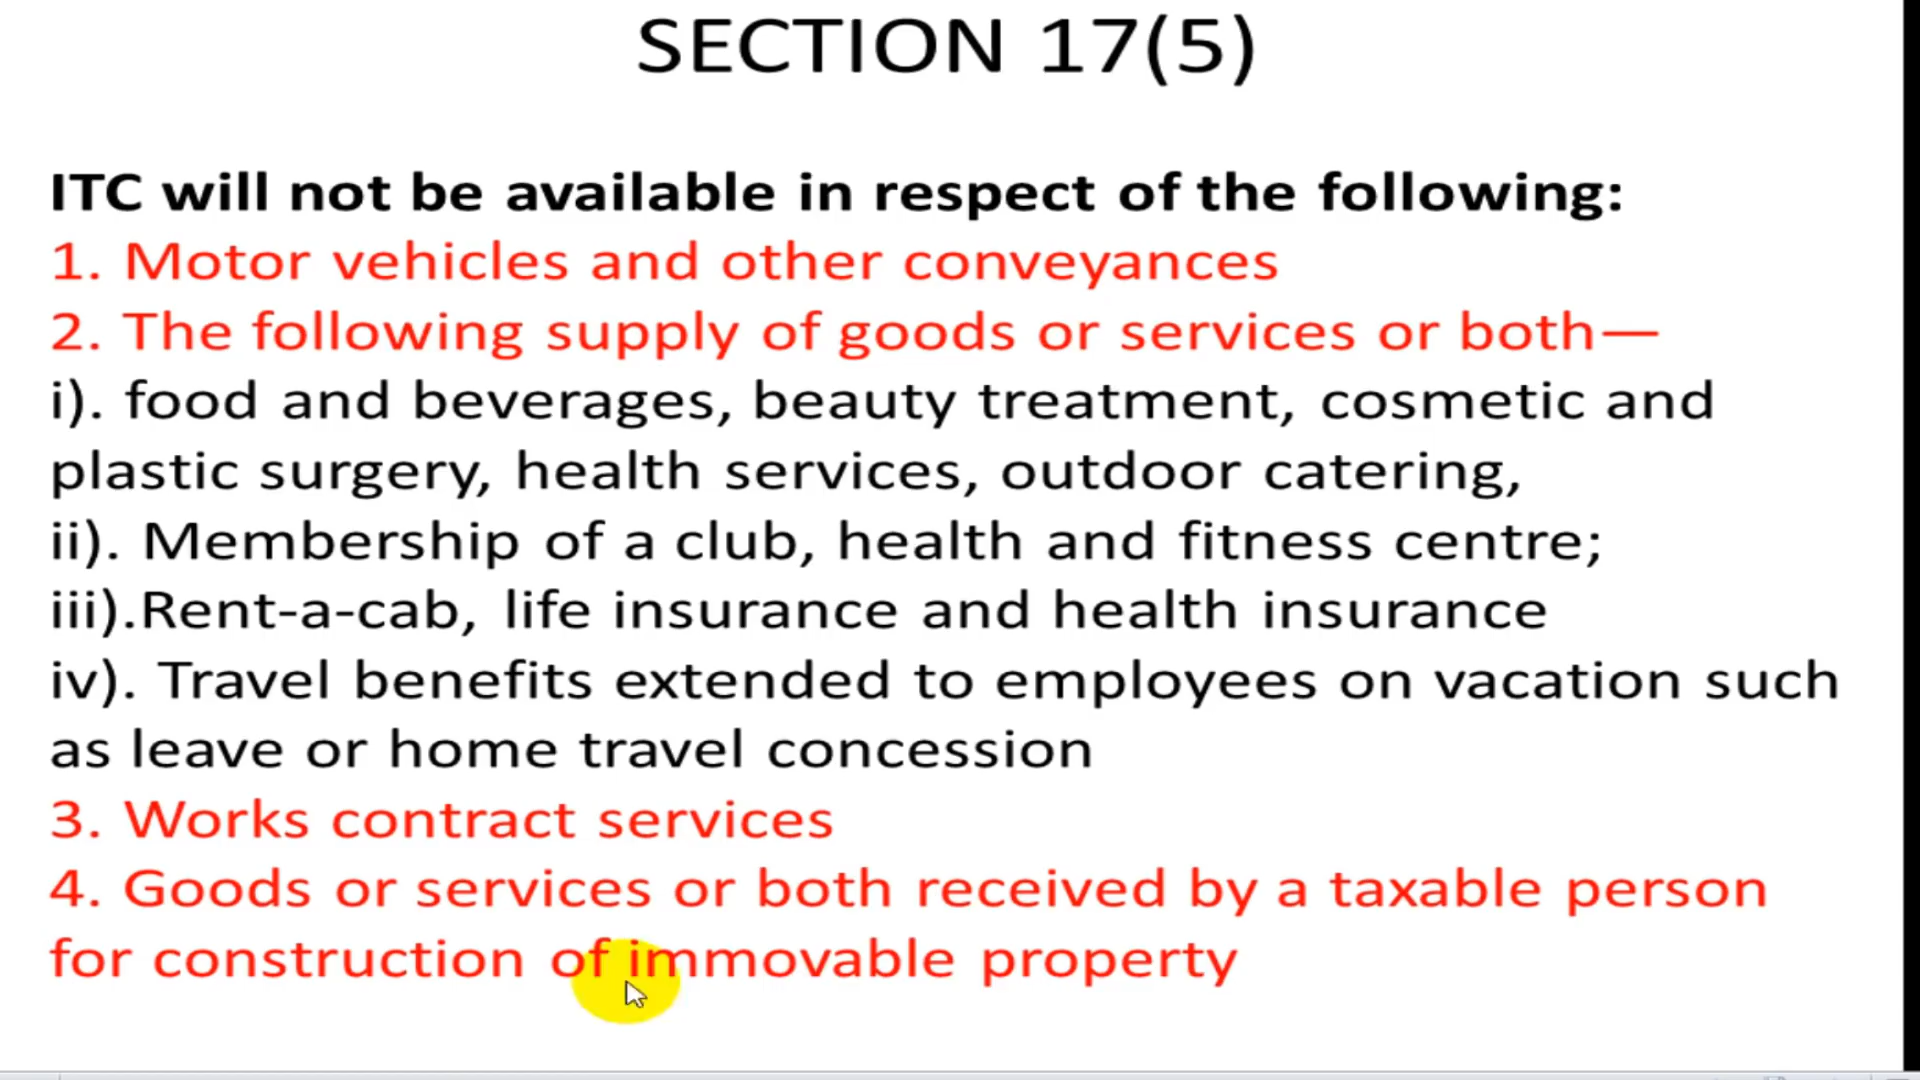 SECTION 17(5)
ITC will not be available in respect of the following:
1. Motor vehicles and other conveyances
2. The following supply of goods or services or both—
i). food and beverages, beauty treatment, cosmetic and
plastic surgery, health services, outdoor catering,
ii). Membership of a club, health and fitness centre;
iii).Rent-a-cab, life insurance and health insurance
iv). Travel benefits extended to employees on vacation such
as leave or home travel concession
3. Works contract services
4. Goods or services or both received by a taxable person
for construction of immovable property